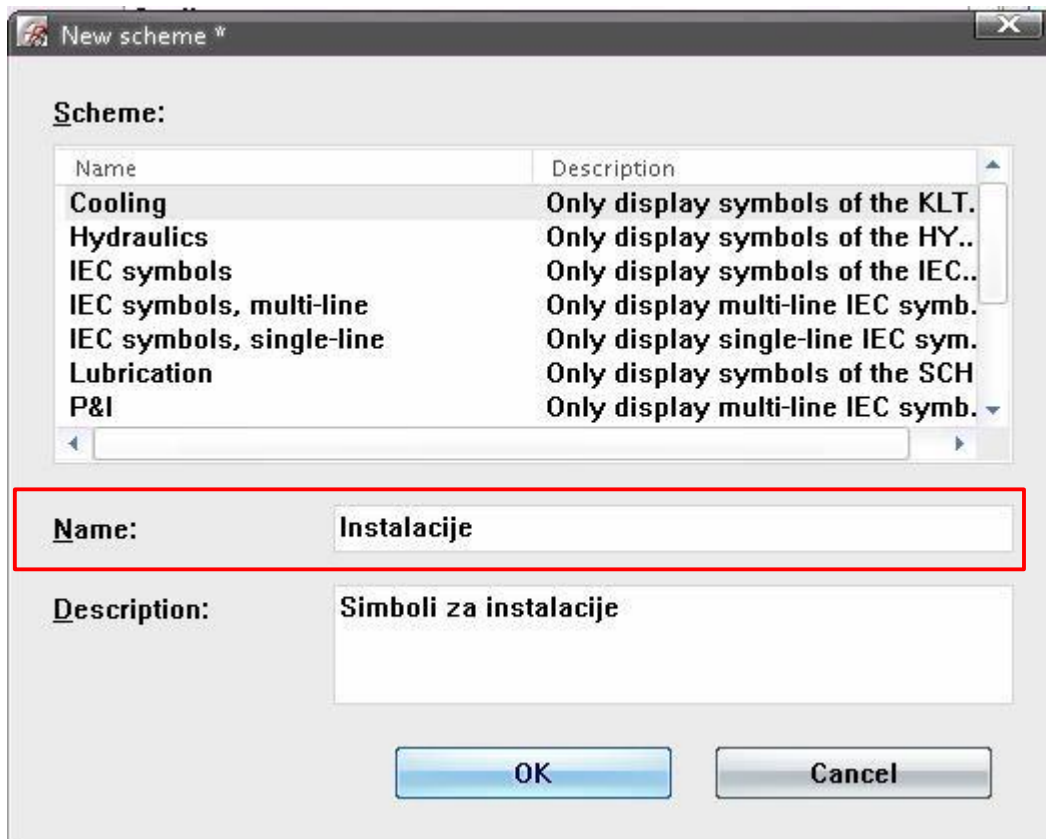 New scheme *
Scheme:
Name Description
Cooling Only display symbols of the KLT.
Hydraulics Only display symbols of the HY..
IEC symbols Only display symbols of the IEC..
IEC symbols, multi-line Only display multi-line IEC symb.
IEC symbols, single-line Only display single-line IEC sym.
Lubrication Only display symbols of the SCH
P&I Only display multi-line IEC symb.
Name: Instalacije
Description: Simboli za instalacije
OK Cancel